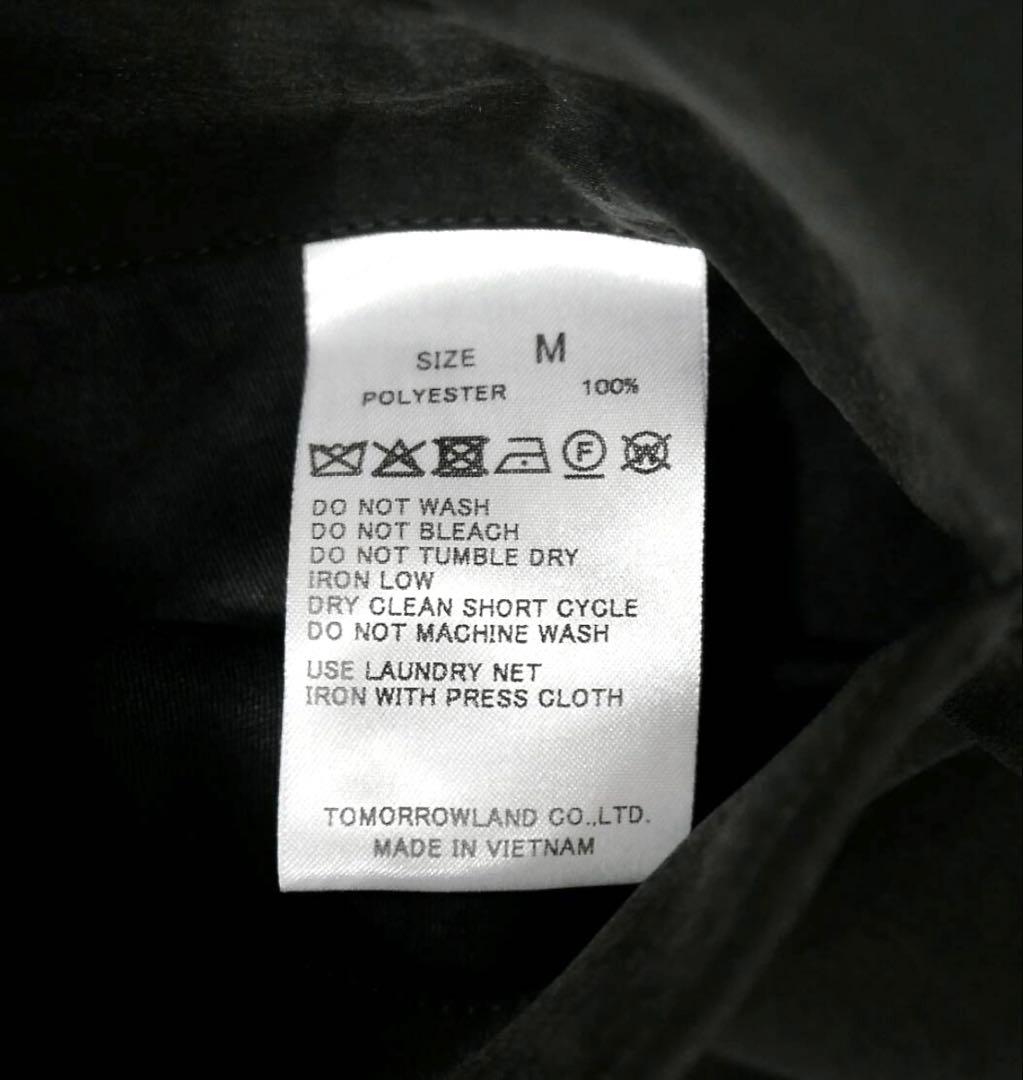 SIZE M
POLYESTER 100%
F W
DO NOT WASH
DO NOT BLEACH
DO NOT TUMBLE DRY
IRON LOW
DRY CLEAN SHORT CYCLE
DO NOT MACHINE WASH
USE LAUNDRY NET
IRON WITH PRESS CLOTH
TOMORROWLAND CO.,LTD.
MADE IN VIETNAM